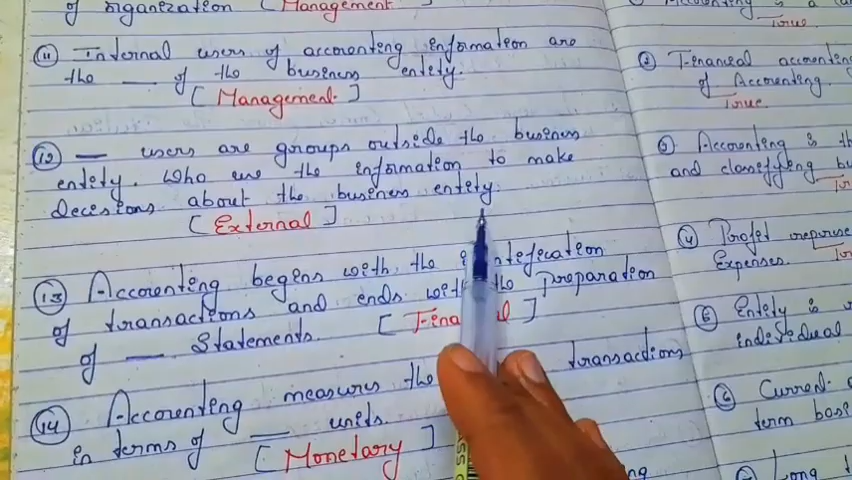 of organization (Management
11 Internal users of accounting information are
the ___ of the business entity.
[Management.]
12 ___ users are groups outside the business
entity. Who use the information to make
decisions about the business entity.
[External]
13 Accounting begins with the
of transactions and ends with the preparation
of ___ Statements. [
14 Accounting measures the transactions
in terms of ___ units.
[Monetary]
Accounting is a
True
2 Financial accounting
of Accounting.
True
3 Accounting is the
and classifying
4 Profit
Expenses.
5 Entity is
individual
6 Current
term
Long